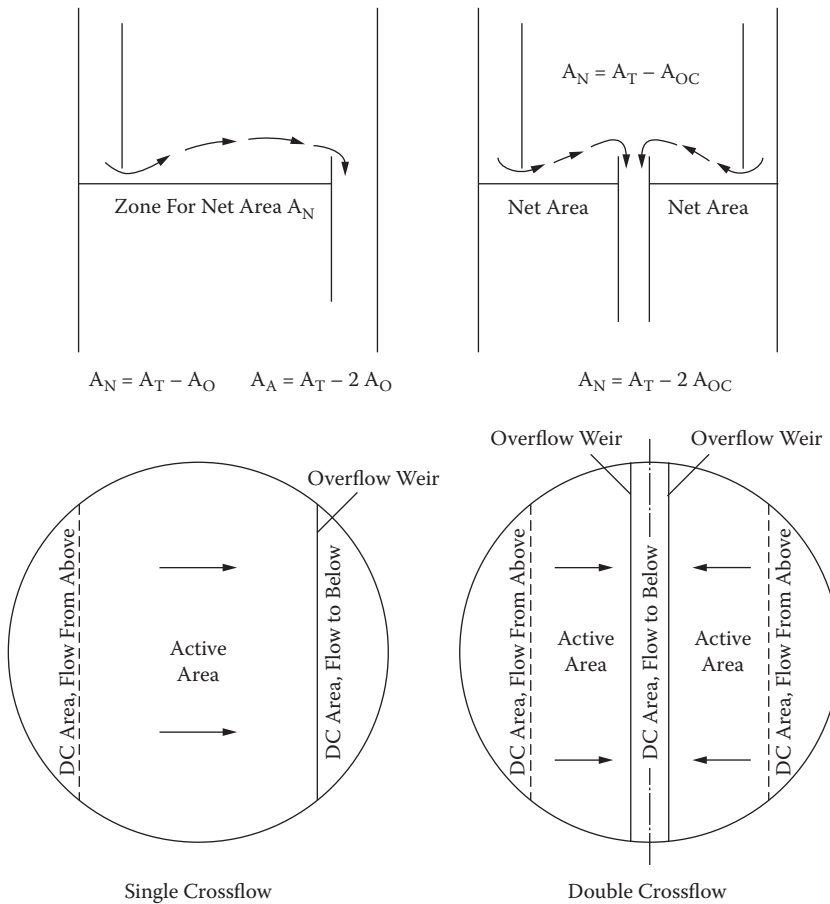 A_N = A_T − A_OC
Zone For Net Area A_N
Net Area
Net Area
A_N = A_T − A_O
A_A = A_T − 2 A_O
A_N = A_T − 2 A_OC
Overflow Weir
DC Area, Flow From Above
Active
Area
DC Area, Flow to Below
Single Crossflow
Overflow Weir
Overflow Weir
DC Area, Flow From Above
Active
Area
DC Area, Flow to Below
Active
Area
DC Area, Flow From Above
Double Crossflow